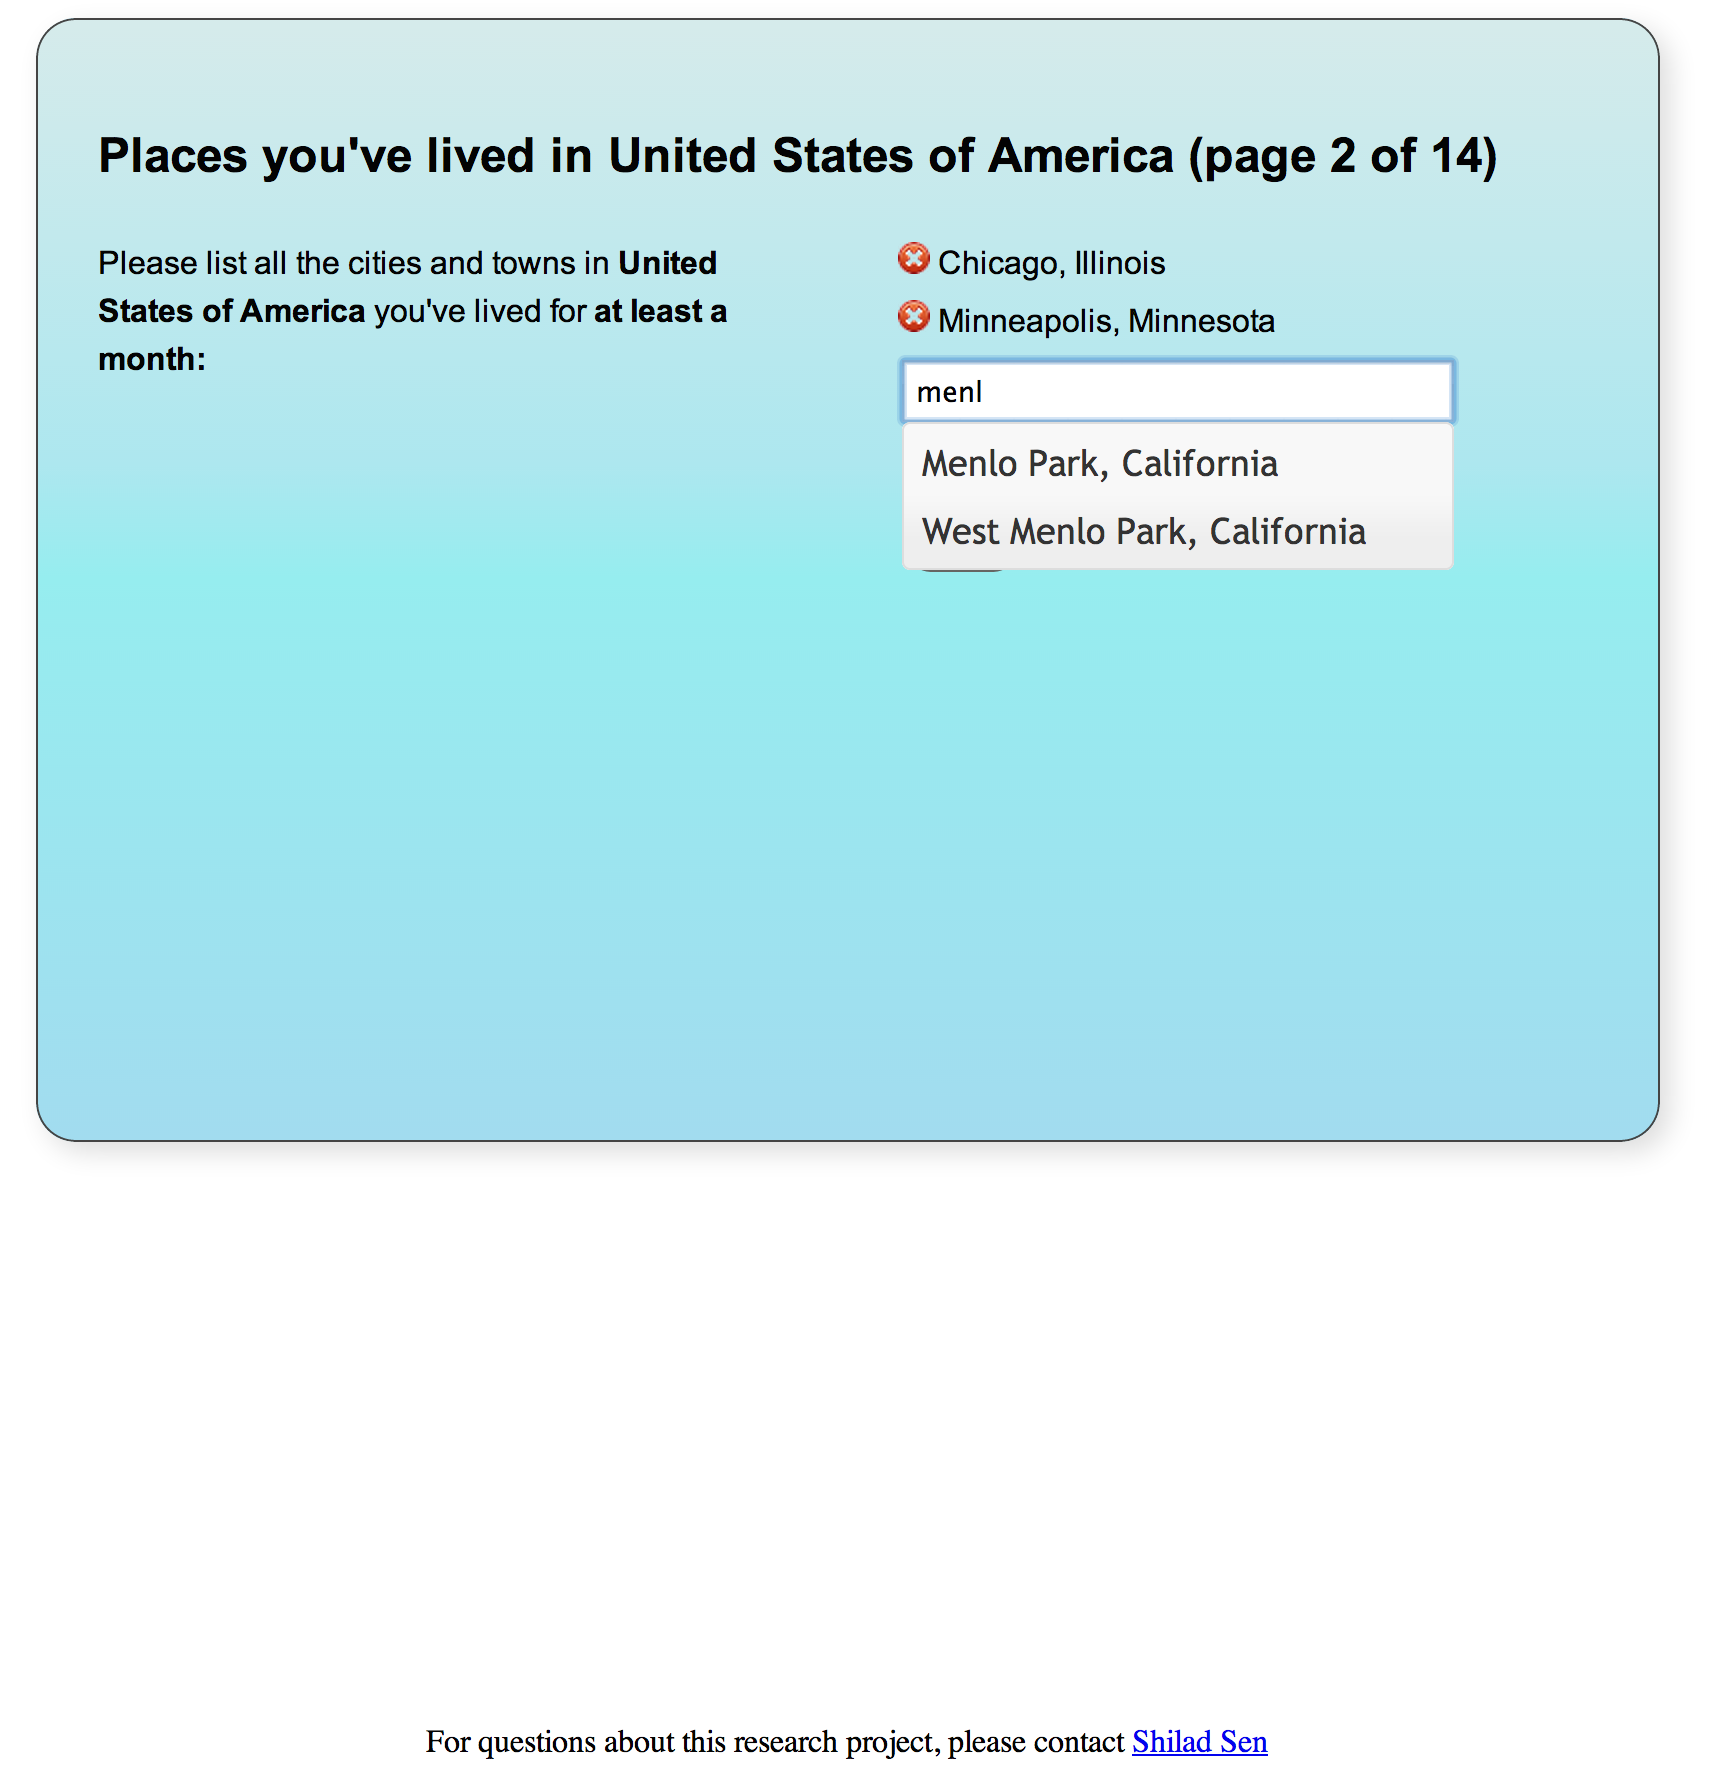 Places you've lived in United States of America (page 2 of 14)
Please list all the cities and towns in United
States of America you've lived for at least a
month:
Chicago, Illinois
Minneapolis, Minnesota
menl
Menlo Park, California
West Menlo Park, California
For questions about this research project, please contact Shilad Sen